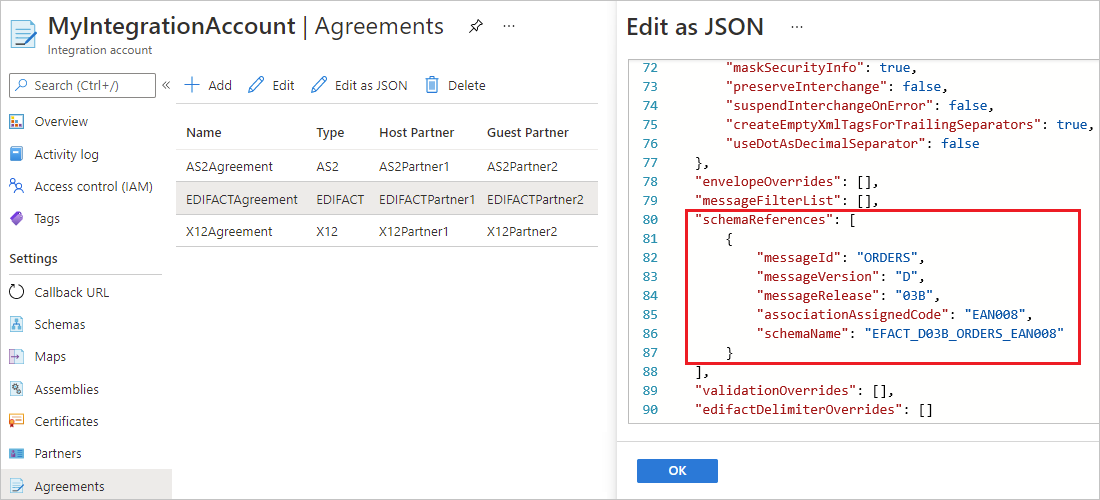 MyIntegrationAccount | Agreements
Integration account
Search (Ctrl+/)
«
Overview
Activity log
Access control (IAM)
Tags
Settings
Callback URL
Schemas
Maps
Assemblies
Certificates
Partners
Agreements
Add Edit Edit as JSON Delete
Name Type Host Partner Guest Partner
AS2Agreement AS2 AS2Partner1 AS2Partner2
EDIFACTAgreement EDIFACT EDIFACTPartner1 EDIFACTPartner2
X12Agreement X12 X12Partner1 X12Partner2
Edit as JSON
72 "maskSecurityInfo": true,
73 "preserveInterchange": false,
74 "suspendInterchangeOnError": false,
75 "createEmptyXmlTagsForTrailingSeparators": true,
76 "useDotAsDecimalSeparator": false
77 },
78 "envelopeOverrides": [],
79 "messageFilterList": [],
80 "schemaReferences": [
81 {
82 "messageId": "ORDERS",
83 "messageVersion": "D",
84 "messageRelease": "03B",
85 "associationAssignedCode": "EAN008",
86 "schemaName": "EFACT_D03B_ORDERS_EAN008"
87 }
88 ],
89 "validationOverrides": [],
90 "edifactDelimiterOverrides": []
OK